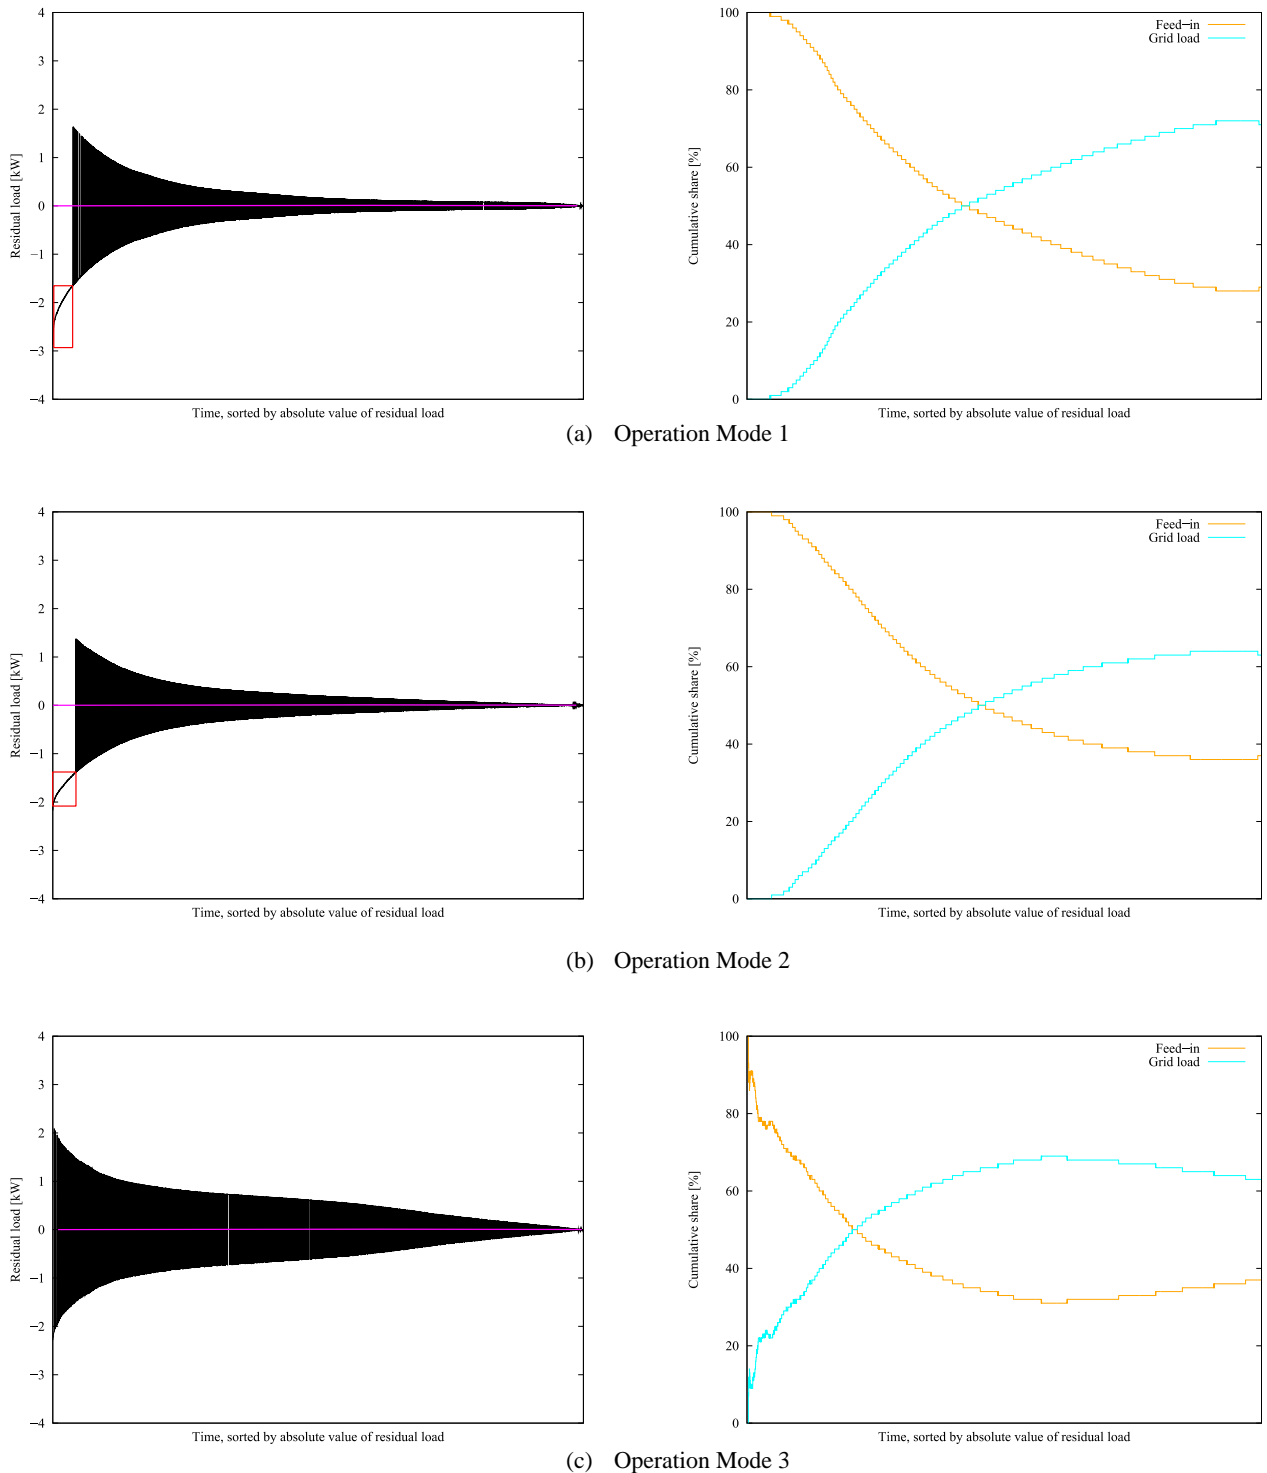 4
3
2
1
0
−1
−2
−3
−4
Residual load [kW]
Time, sorted by absolute value of residual load
100
80
60
40
20
0
Cumulative share [%]
Feed−in
Grid load
Time, sorted by absolute value of residual load
(a) Operation Mode 1
4
3
2
1
0
−1
−2
−3
−4
Residual load [kW]
Time, sorted by absolute value of residual load
100
80
60
40
20
0
Cumulative share [%]
Feed−in
Grid load
Time, sorted by absolute value of residual load
(b) Operation Mode 2
4
3
2
1
0
−1
−2
−3
−4
Residual load [kW]
Time, sorted by absolute value of residual load
100
80
60
40
20
0
Cumulative share [%]
Feed−in
Grid load
Time, sorted by absolute value of residual load
(c) Operation Mode 3